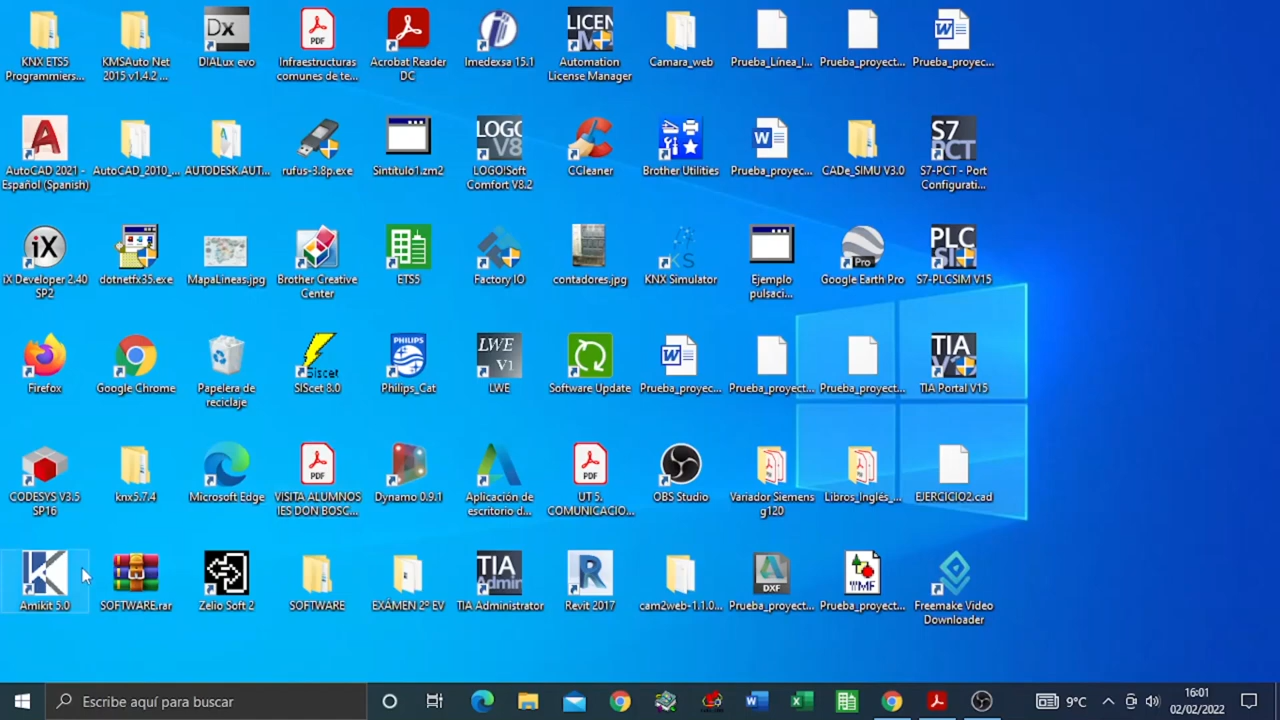 KNX ETS5
Programmiers...
KMSAuto Net
2015 v1.4.2 ...
DIALux evo
Infraestructuras
comunes de te...
Acrobat Reader
DC
Imedexsa 15.1
Automation
License Manager
Camara_web
Prueba_Línea_I...
Prueba_proyect...
Prueba_proyec...
AutoCAD 2021 -
Español (Spanish)
AutoCAD_2010_...
AUTODESK.AUT...
rufus-3.8p.exe
Sintitulo1.zm2
LOGO!Soft
Comfort V8.2
CCleaner
Brother Utilities
Prueba_proyec...
CADe_SIMU V3.0
S7-PCT - Port
Configurati...
iX Developer 2.40
SP2
dotnetfx35.exe
MapaLineas.jpg
Brother Creative
Center
ETS5
Factory IO
contadores.jpg
KNX Simulator
Ejemplo
pulsaci...
Google Earth Pro
S7-PLCSIM V15
Firefox
Google Chrome
Papelera de
reciclaje
SIScet 8.0
Philips_Cat
LWE
Software Update
Prueba_proyec...
Prueba_proyect...
Prueba_proyect...
TIA Portal V15
CODESYS V3.5
SP16
knx5.7.4
Microsoft Edge
VISITA ALUMNOS
IES DON BOSC...
Dynamo 0.9.1
Aplicación de
escritorio d...
UT 5.
COMUNICACIO...
OBS Studio
Variador Siemens
g120
Libros_Inglés_...
EJERCICIO2.cad
Amikit 5.0
SOFTWARE.rar
Zelio Soft 2
SOFTWARE
EXÁMEN 2º EV
TIA Administrator
Revit 2017
cam2web-1.1.0...
Prueba_proyect...
Prueba_proyect...
Freemake Video
Downloader
Escribe aquí para buscar
9°C
16:01
02/02/2022